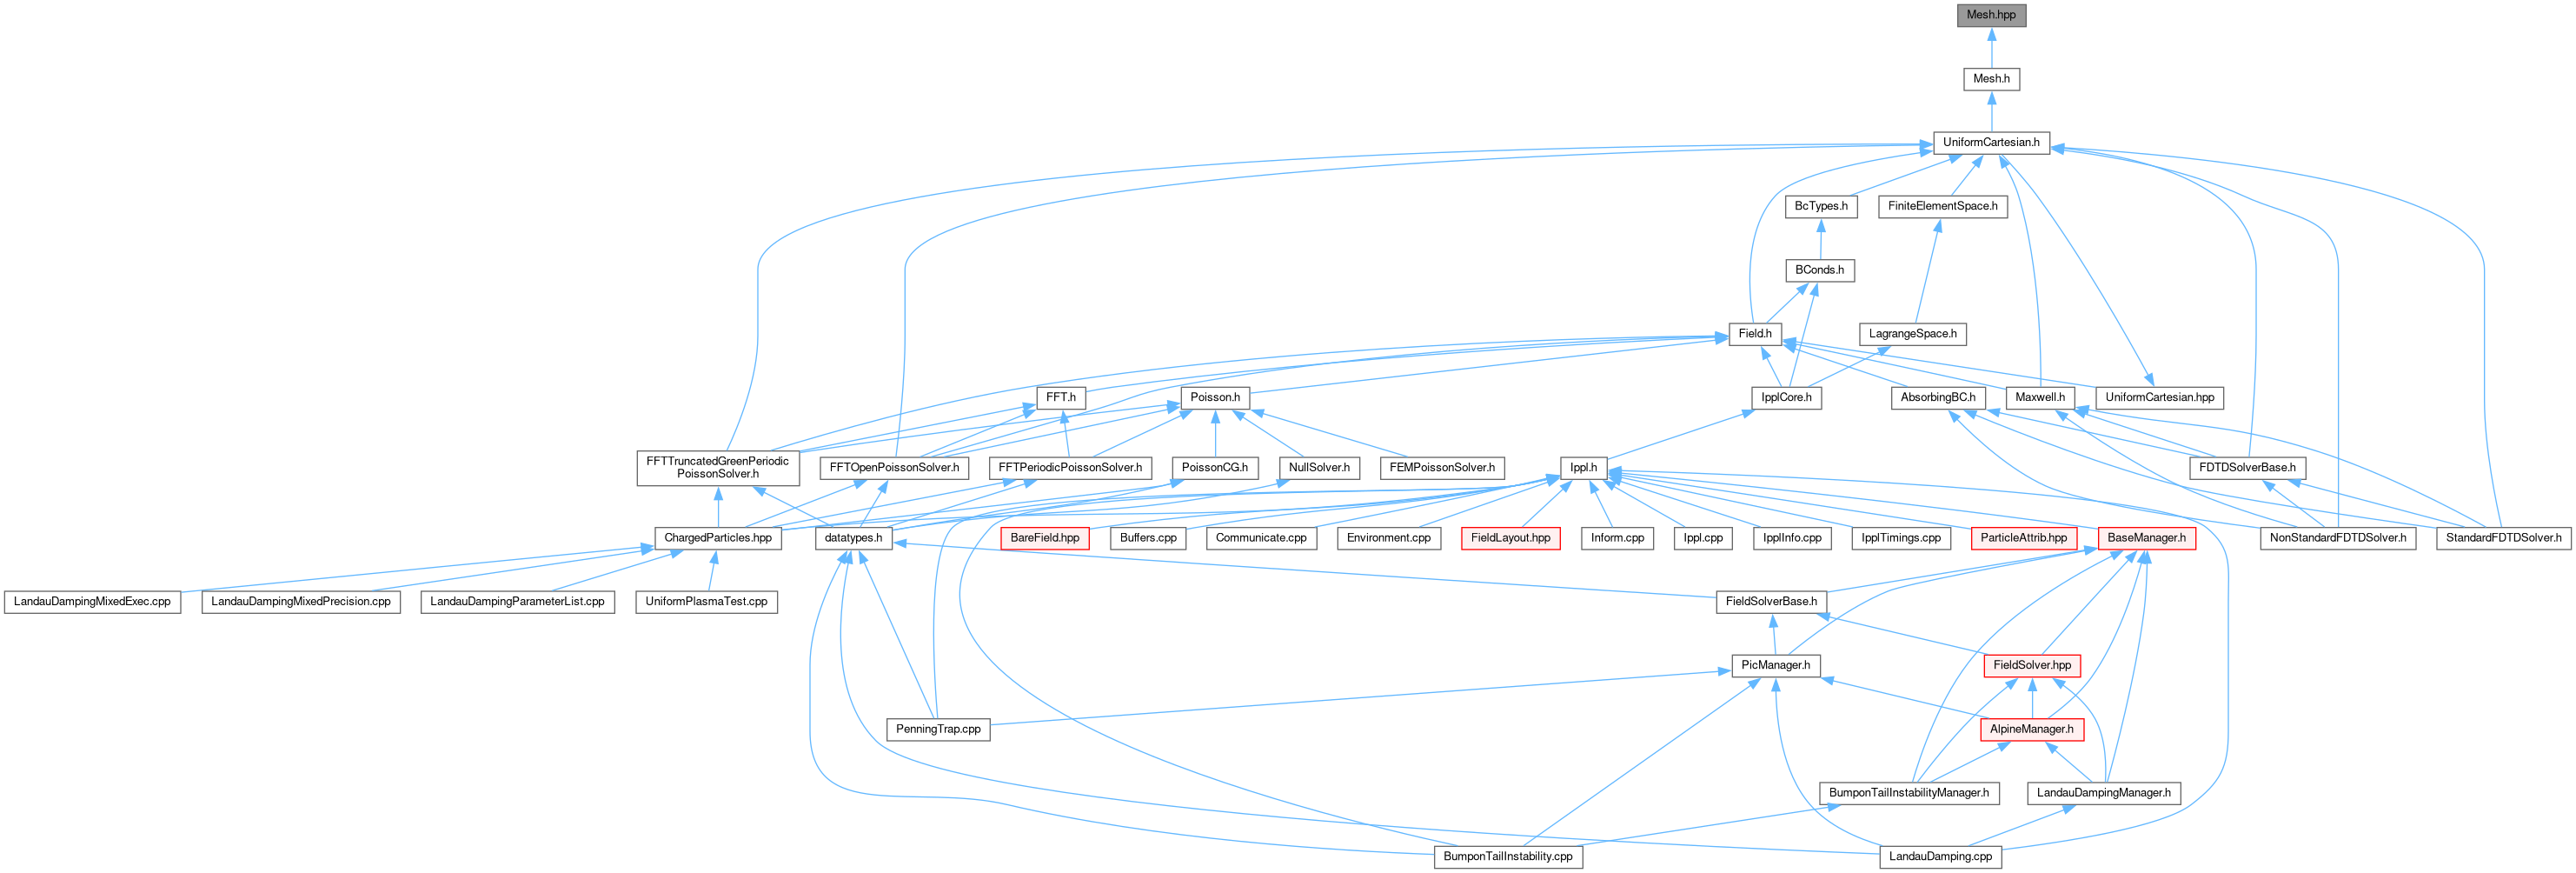 Mesh.hpp
Mesh.h
UniformCartesian.h
BcTypes.h
FiniteElementSpace.h
BConds.h
Field.h
LagrangeSpace.h
FFT.h
Poisson.h
IpplCore.h
AbsorbingBC.h
Maxwell.h
UniformCartesian.hpp
FFTTruncatedGreenPeriodic
PoissonSolver.h
FFTOpenPoissonSolver.h
FFTPeriodicPoissonSolver.h
PoissonCG.h
NullSolver.h
FEMPoissonSolver.h
Ippl.h
FDTDSolverBase.h
ChargedParticles.hpp
datatypes.h
BareField.hpp
Buffers.cpp
Communicate.cpp
Environment.cpp
FieldLayout.hpp
Inform.cpp
Ippl.cpp
IpplInfo.cpp
IpplTimings.cpp
ParticleAttrib.hpp
BaseManager.h
NonStandardFDTDSolver.h
StandardFDTDSolver.h
LandauDampingMixedExec.cpp
LandauDampingMixedPrecision.cpp
LandauDampingParameterList.cpp
UniformPlasmaTest.cpp
FieldSolverBase.h
PicManager.h
FieldSolver.hpp
PenningTrap.cpp
AlpineManager.h
BumponTailInstabilityManager.h
LandauDampingManager.h
BumponTailInstability.cpp
LandauDamping.cpp